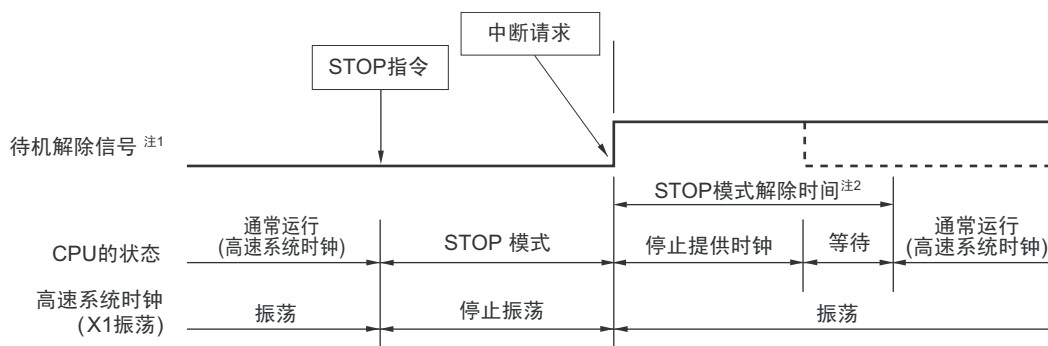 中断请求
STOP指令
待机解除信号 注1
STOP模式解除时间注2
CPU的状态
通常运行
(高速系统时钟)
STOP 模式
停止提供时钟
等待
通常运行
(高速系统时钟)
高速系统时钟
(X1振荡)
振荡
停止振荡
振荡